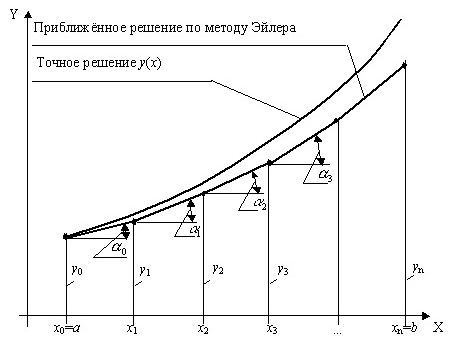 Y
Приближённое решение по методу Эйлера
Точное решение y(x)
α3
α2
α1
α0
y0 y1 y2 y3 yn
x0=a x1 x2 x3 ... xn=b X